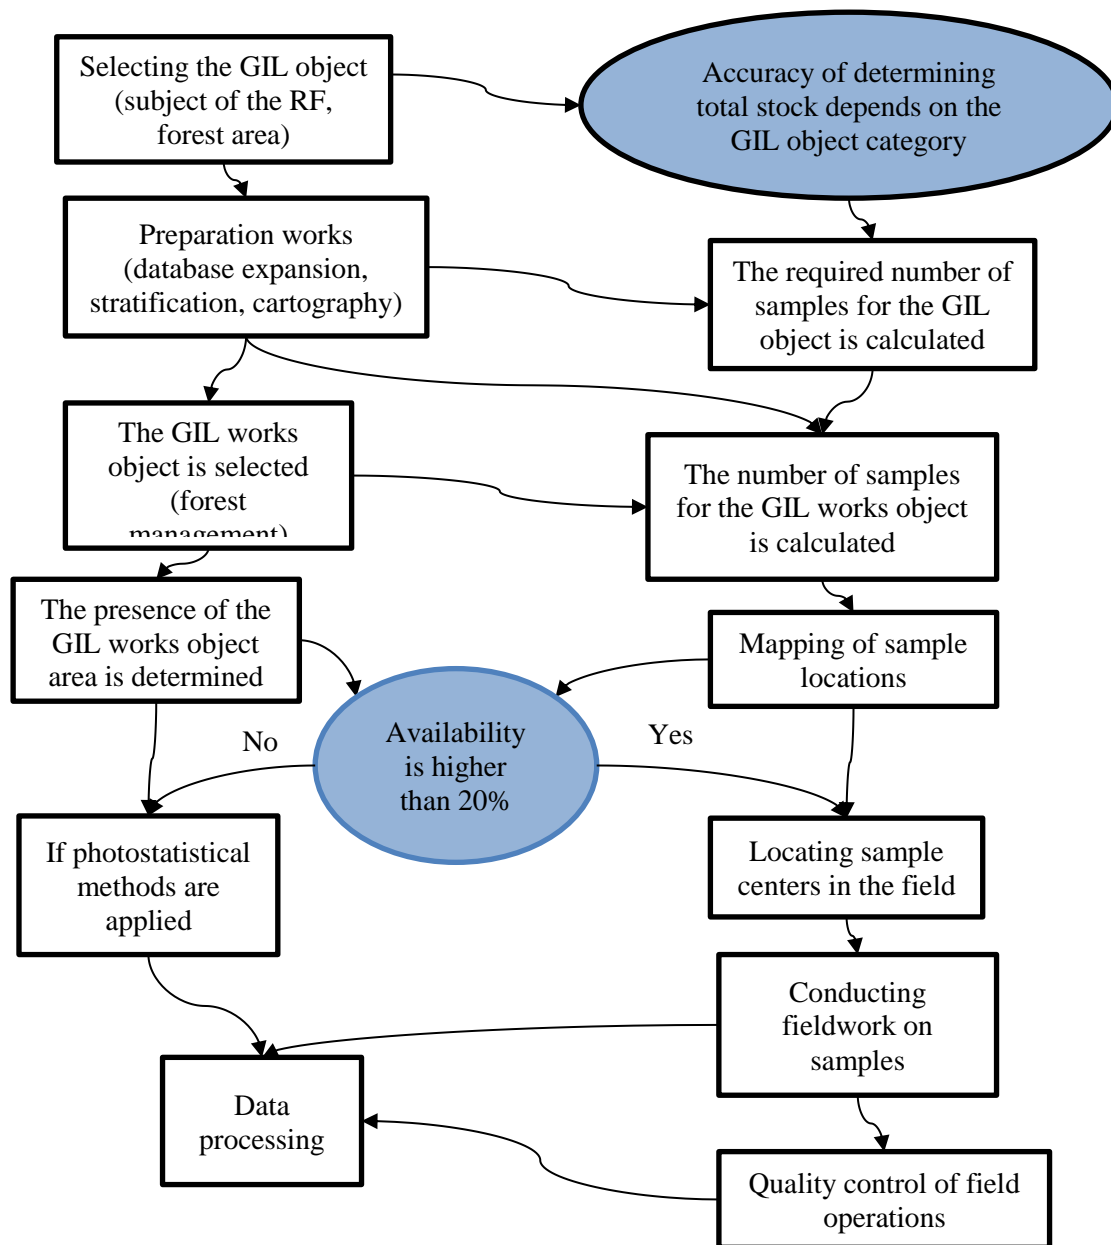 Selecting the GIL object
(subject of the RF,
forest area)
Accuracy of determining
total stock depends on the
GIL object category
Preparation works
(database expansion,
stratification, cartography)
The required number of
samples for the GIL
object is calculated
The GIL works
object is selected
(forest
management)
The number of samples
for the GIL works object
is calculated
The presence of the
GIL works object
area is determined
Mapping of sample
locations
No
Availability
is higher
than 20%
Yes
If photostatistical
methods are
applied
Locating sample
centers in the field
Conducting
fieldwork on
samples
Data
processing
Quality control of field
operations